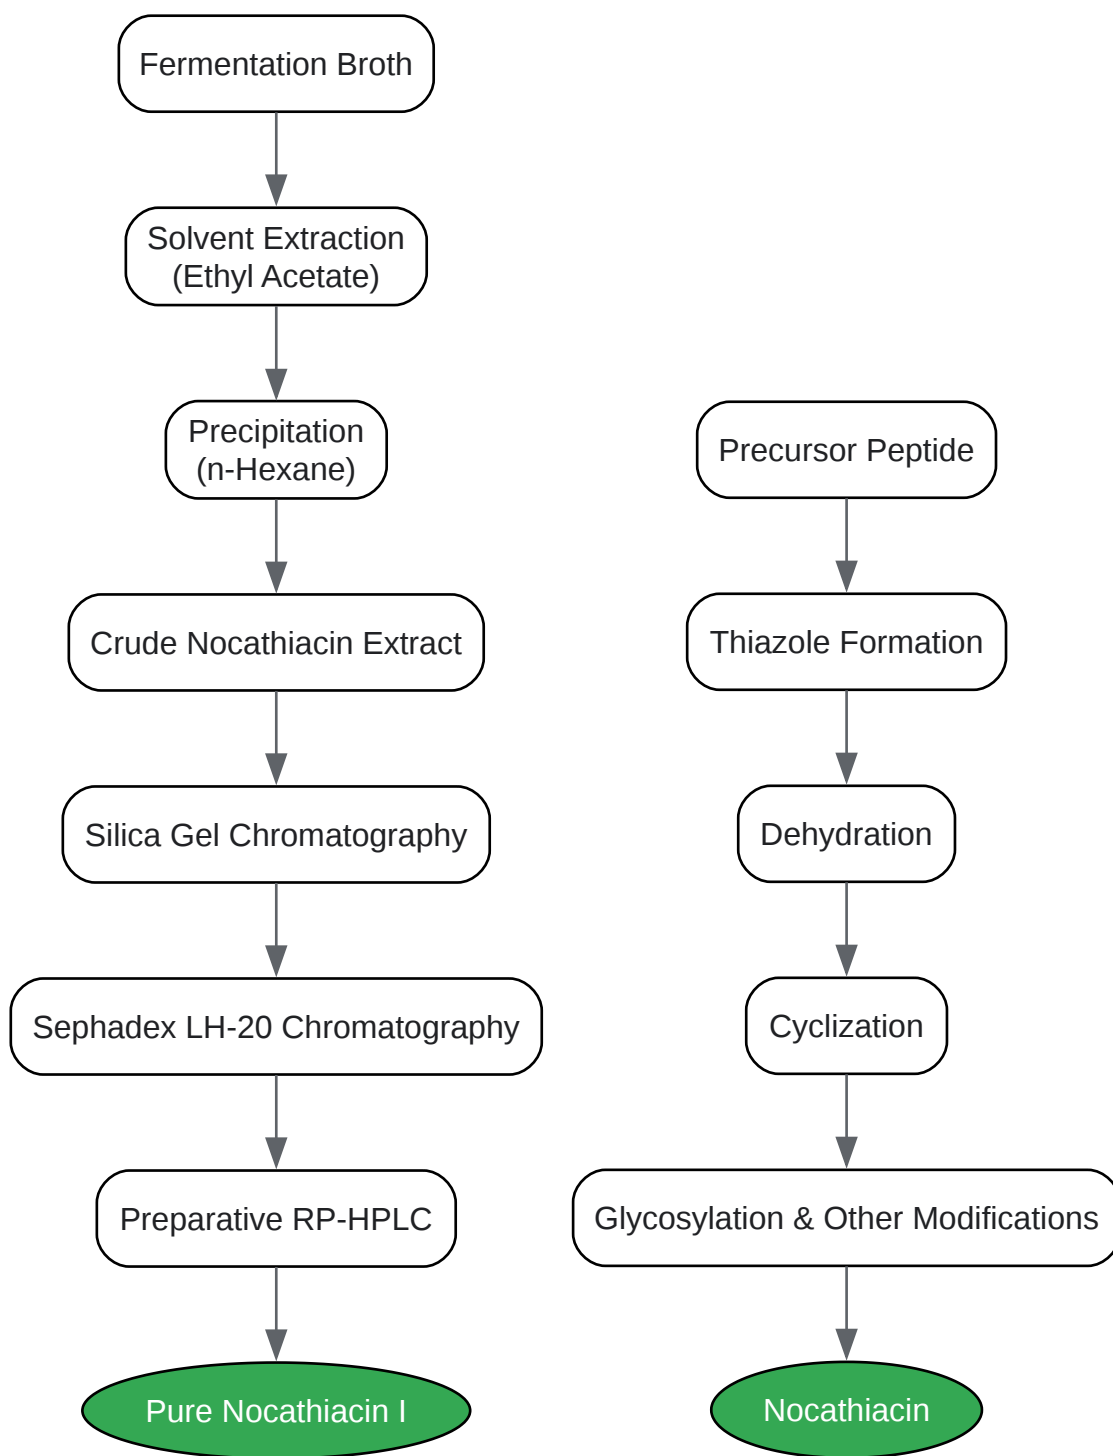 Fermentation Broth
Solvent Extraction
(Ethyl Acetate)
Precipitation
(n-Hexane)
Crude Nocathiacin Extract
Silica Gel Chromatography
Sephadex LH-20 Chromatography
Preparative RP-HPLC
Pure Nocathiacin I
Precursor Peptide
Thiazole Formation
Dehydration
Cyclization
Glycosylation & Other Modifications
Nocathiacin